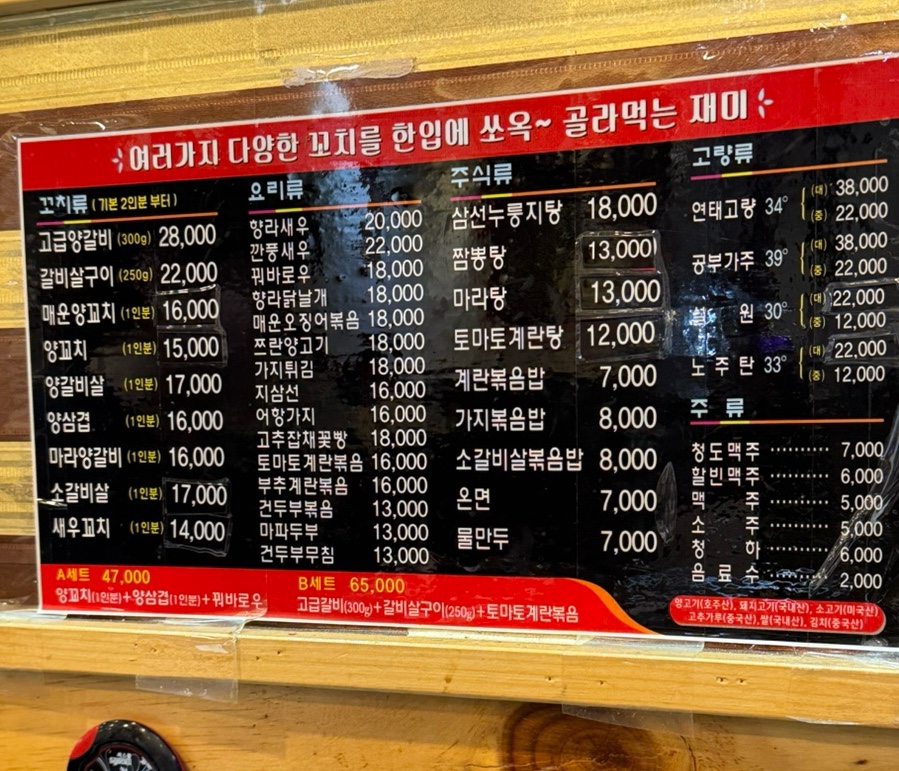 여러가지 다양한 꼬치를 한입에 쏘옥~ 골라먹는 재미
꼬치류 (기본 2인분 부터)
고급양갈비 (300g) 28,000
갈비살구이 (250g) 22,000
매운양꼬치 (1인분) 16,000
양꼬치 (1인분) 15,000
양갈비살 (1인분) 17,000
양삼겹 (1인분) 16,000
마라양갈비 (1인분) 16,000
소갈비살 (1인분) 17,000
새우꼬치 (1인분) 14,000
요리류
향라새우 20,000
깐풍새우 22,000
꿔바로우 18,000
향라닭날개 18,000
매운오징어볶음 18,000
쯔란양고기 18,000
가지튀김 18,000
지삼선 16,000
어향가지 16,000
고추잡채꽃빵 18,000
토마토계란볶음 16,000
부추계란볶음 16,000
건두부볶음 13,000
마파두부 13,000
건두부무침 13,000
주식류
삼선누룽지탕 18,000
짬뽕탕 13,000
마라탕 13,000
토마토계란탕 12,000
계란볶음밥 7,000
가지볶음밥 8,000
소갈비살볶음밥 8,000
온면 7,000
물만두 7,000
고량류
연태고량 34° (대) 38,000
(중) 22,000
공부가주 39° (대) 38,000
(중) 22,000
원 30° (대) 22,000
(중) 12,000
노주탄 33° (대) 22,000
(중) 12,000
주 류
청도맥주 ·········· 7,000
할빈맥주 ·········· 6,000
맥 주 ·········· 5,000
소 주 ·········· 5,000
청 하 ·········· 6,000
음료수 ·········· 2,000
A세트 47,000
양꼬치(1인분)+양삼겹(1인분)+꿔바로우
B세트 65,000
고급갈비(300g)+갈비살구이(250g)+토마토계란볶음
양고기(호주산), 돼지고기(국내산), 소고기(미국산)
고추가루(중국산),쌀(국내산), 김치(중국산)